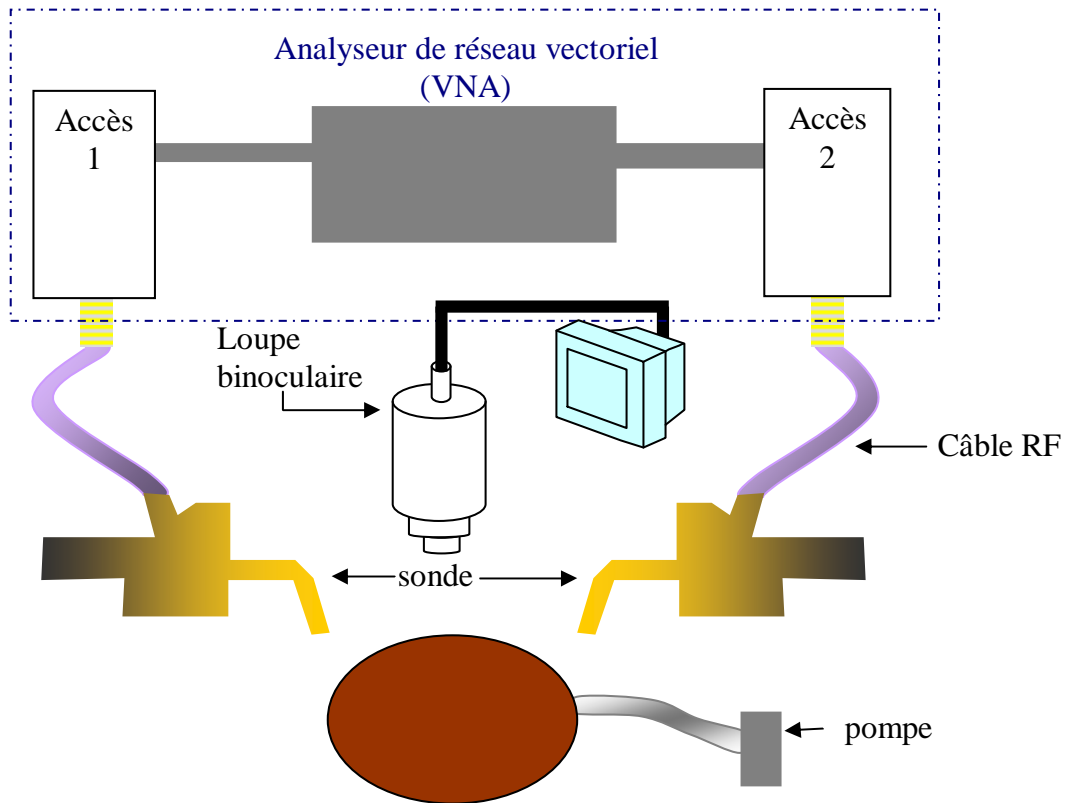 Analyseur de réseau vectoriel
(VNA)
Accès
1
Accès
2
Loupe
binoculaire
Câble RF
sonde
pompe